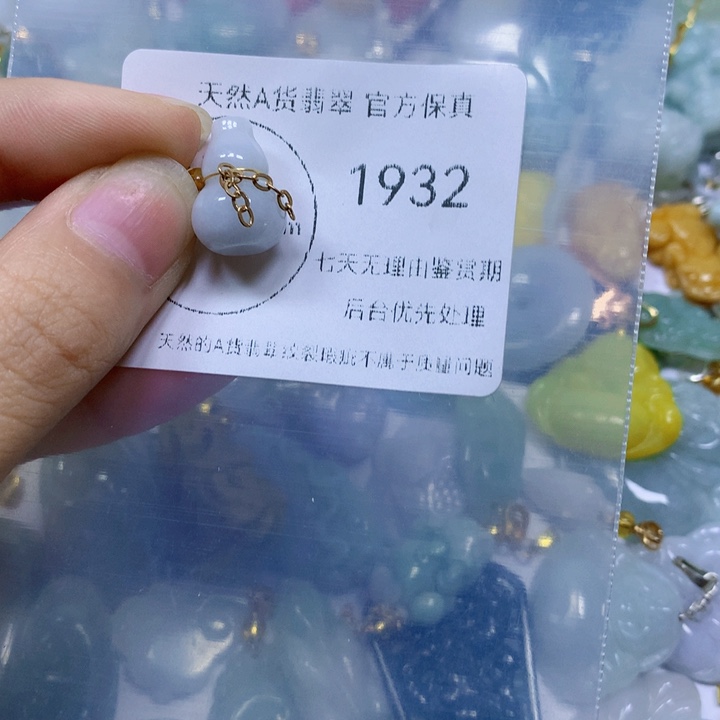 天然A货翡翠 官方保真
1932
七天无理由鉴赏期
后台优先处理
天然的A货翡翠纹裂瑕疵不属于质量问题